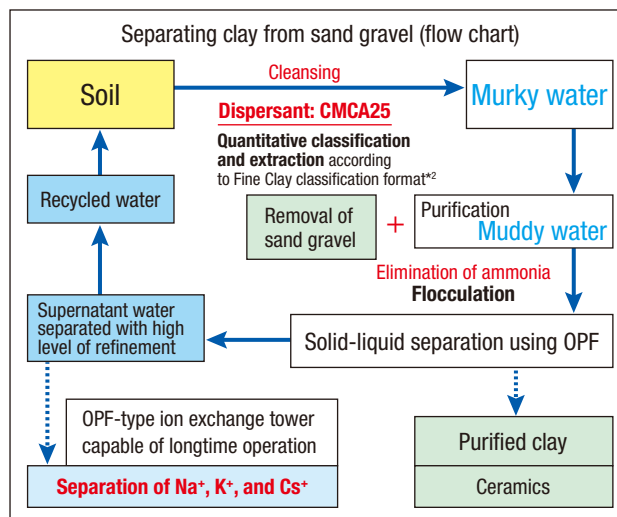 Separating clay from sand gravel (flow chart)
Soil
Cleansing
Murky water
Dispersant: CMCA25
Quantitative classification
and extraction according
to Fine Clay classification format*2
Recycled water
Removal of
sand gravel
+
Purification
Muddy water
Elimination of ammonia
Flocculation
Supernatant water
separated with high
level of refinement
Solid-liquid separation using OPF
OPF-type ion exchange tower
capable of longtime operation
Separation of Na⁺, K⁺, and Cs⁺
Purified clay
Ceramics